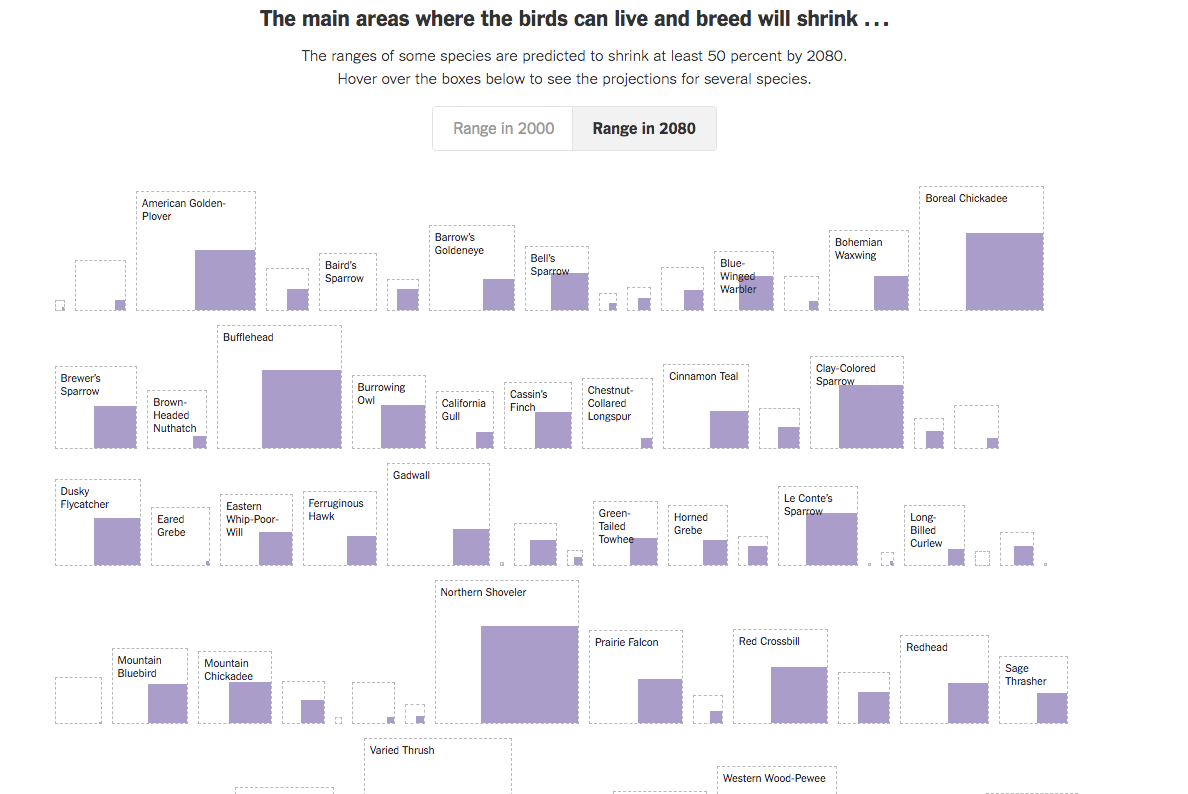 The main areas where the birds can live and breed will shrink . . .
The ranges of some species are predicted to shrink at least 50 percent by 2080.
Hover over the boxes below to see the projections for several species.
Range in 2000
Range in 2080
American Golden-
Plover
Baird’s
Sparrow
Barrow’s
Goldeneye
Bell’s
Sparrow
Blue-
Winged
Warbler
Bohemian
Waxwing
Boreal Chickadee
Brewer’s
Sparrow
Brown-
Headed
Nuthatch
Bufflehead
Burrowing
Owl
California
Gull
Cassin’s
Finch
Chestnut-
Collared
Longspur
Cinnamon Teal
Clay-Colored
Sparrow
Dusky
Flycatcher
Eared
Grebe
Eastern
Whip-Poor-
Will
Ferruginous
Hawk
Gadwall
Green-
Tailed
Towhee
Horned
Grebe
Le Conte’s
Sparrow
Long-
Billed
Curlew
Mountain
Bluebird
Mountain
Chickadee
Northern Shoveler
Prairie Falcon
Red Crossbill
Redhead
Sage
Thrasher
Varied Thrush
Western Wood-Pewee